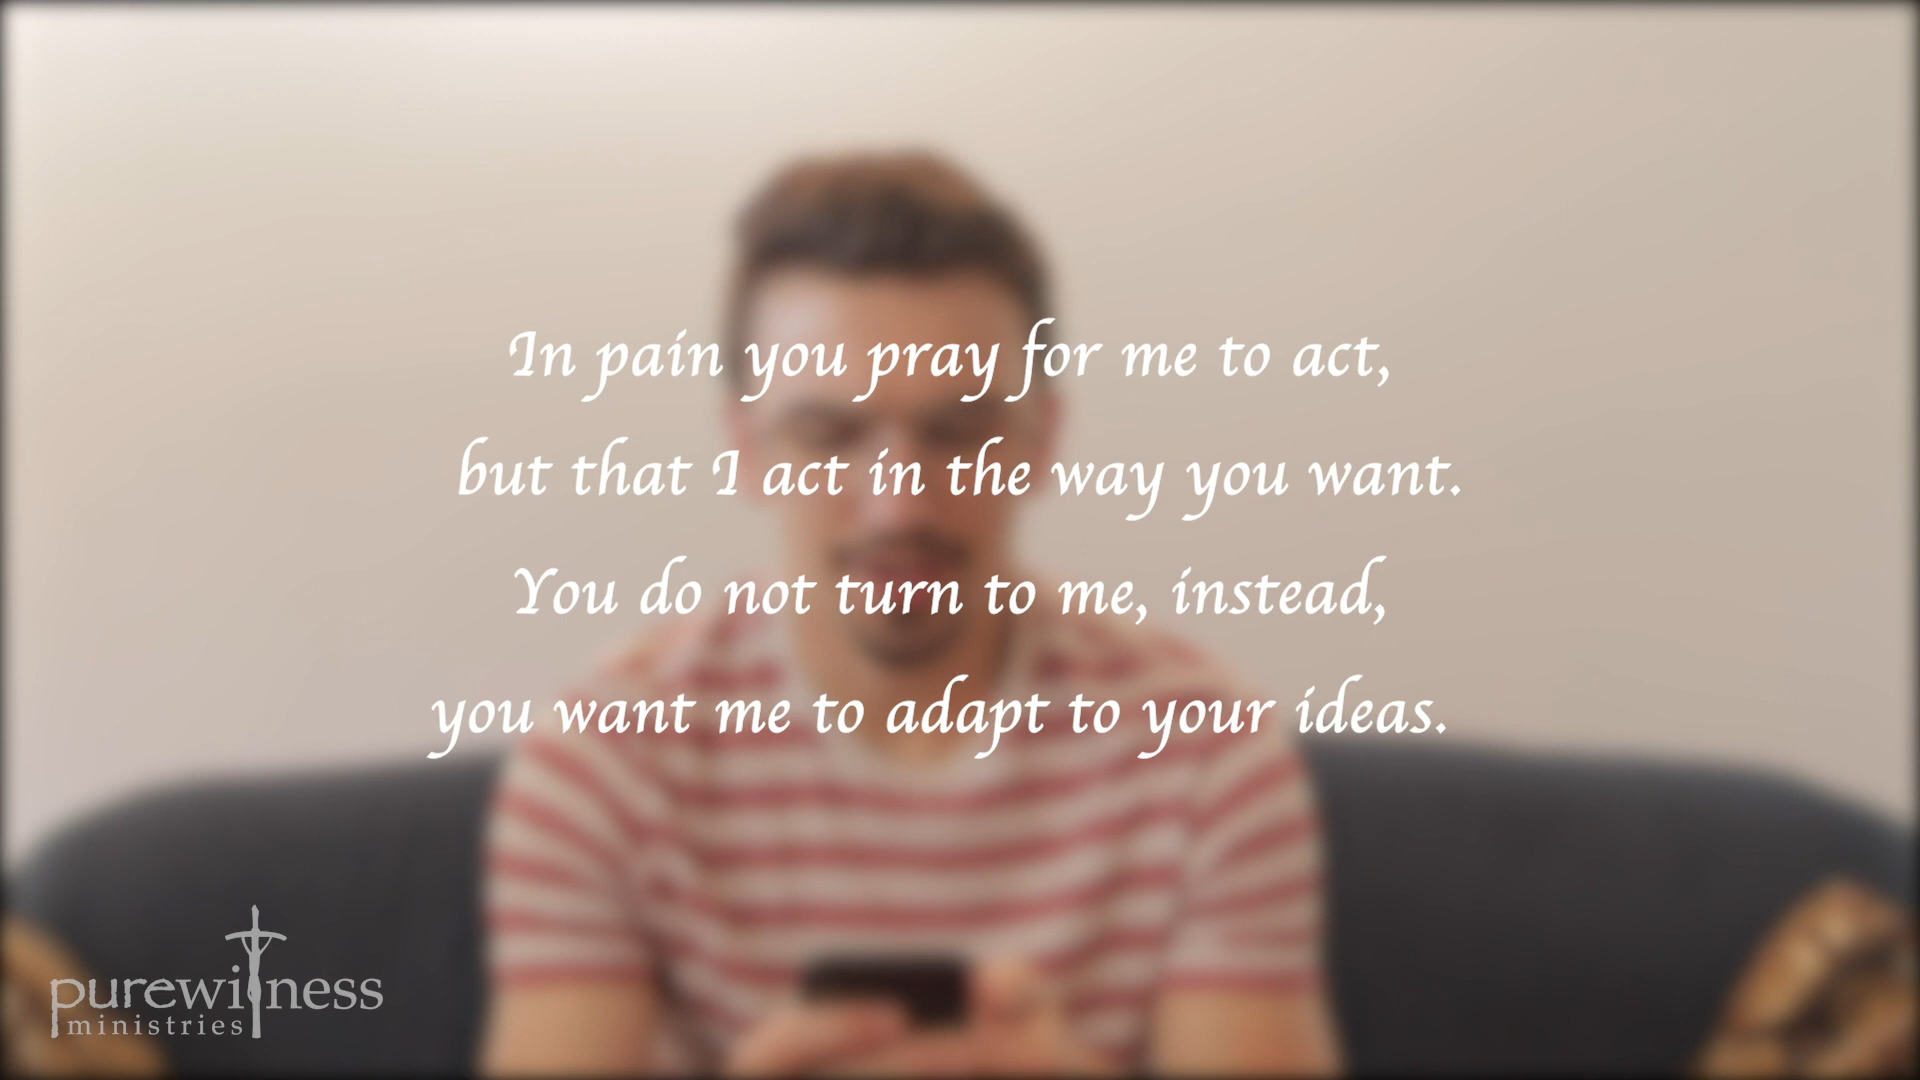 In pain you pray for me to act,
but that I act in the way you want.
You do not turn to me, instead,
you want me to adapt to your ideas.
purewitness
ministries